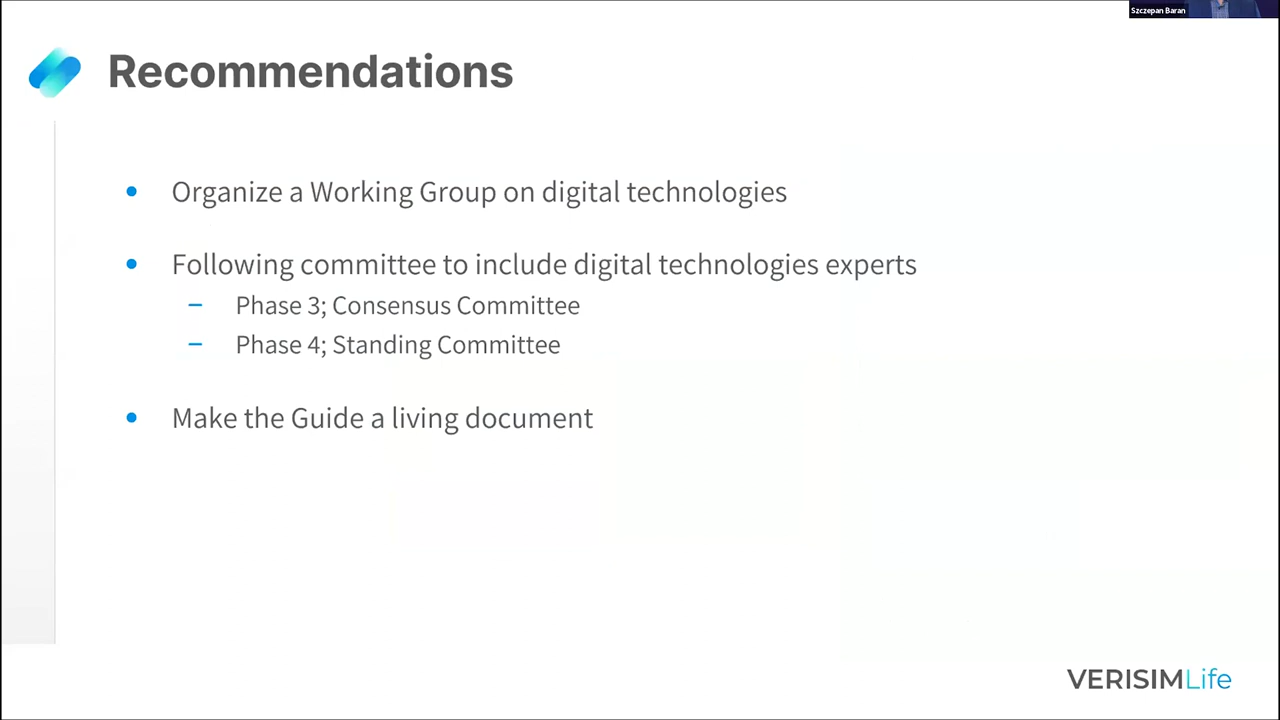 Szczepan Baran
Recommendations
• Organize a Working Group on digital technologies
• Following committee to include digital technologies experts
– Phase 3; Consensus Committee
– Phase 4; Standing Committee
• Make the Guide a living document
VERISIMLife